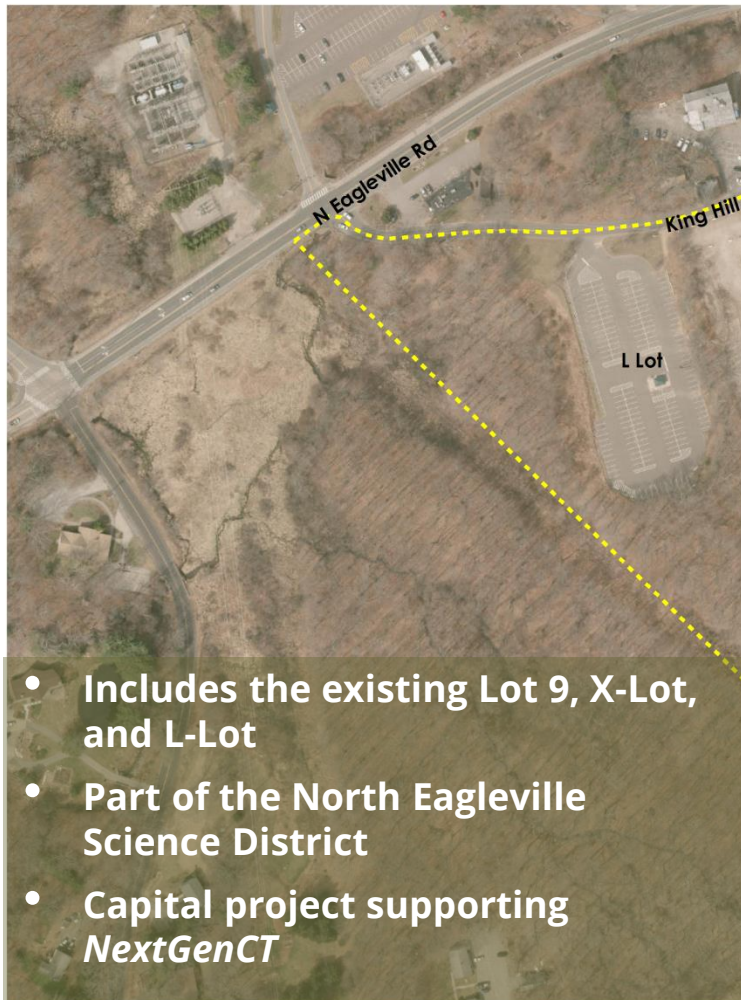 N Eagleville Rd
King Hill
L Lot
• Includes the existing Lot 9, X-Lot,
and L-Lot
• Part of the North Eagleville
Science District
• Capital project supporting
NextGenCT